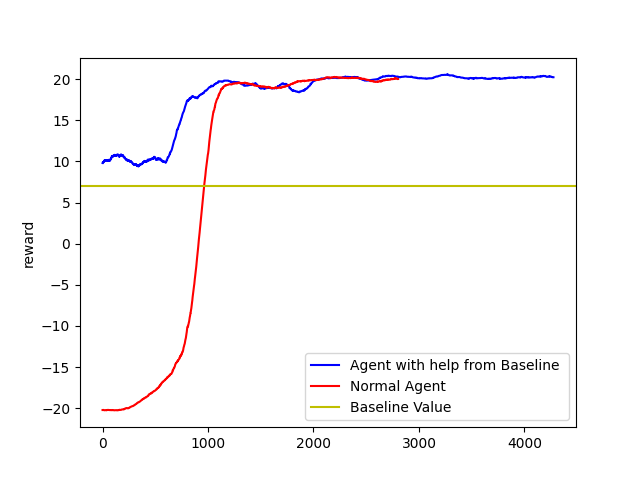 20
15
10
5
0
−5
−10
−15
−20
reward
0 1000 2000 3000 4000
Agent with help from Baseline
Normal Agent
Baseline Value